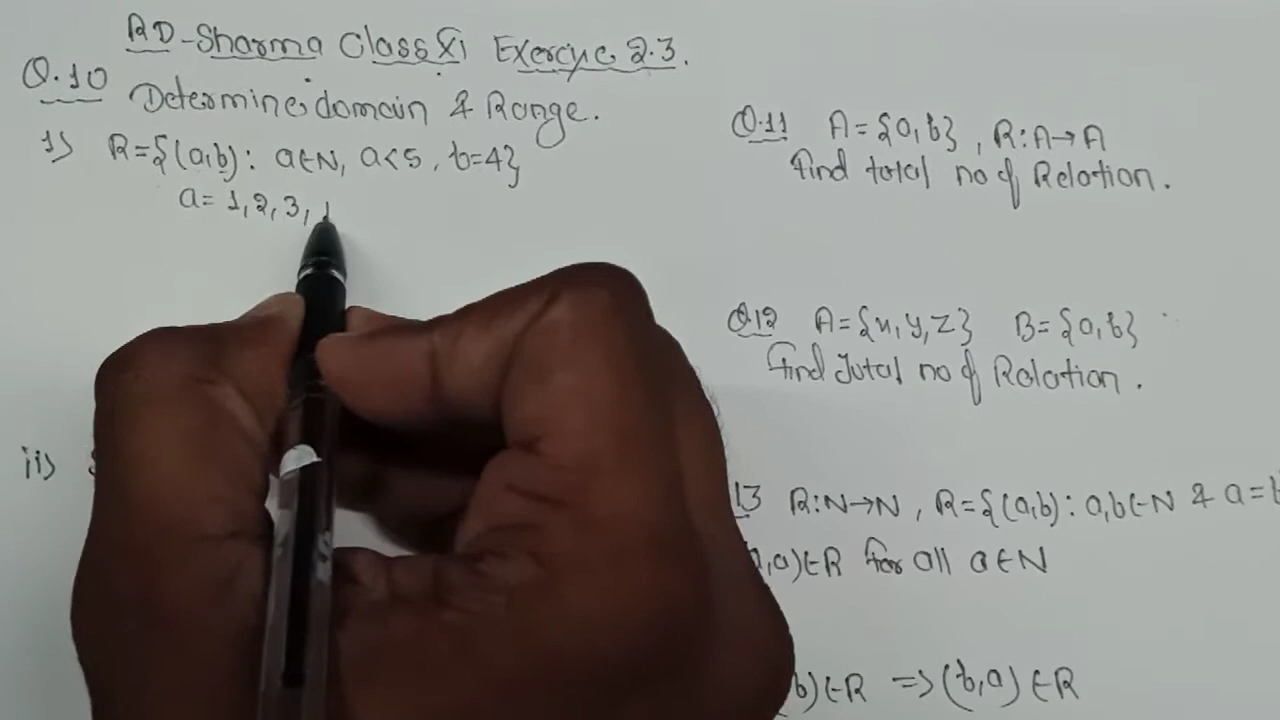 RD-Sharma Class XI Exercise 2.3.
Q.10 Determine domain & Range.
i) R={(a,b): a∈N, a<5, b=4}
a= 1,2,3,
ii)
Q.11 A={a,b}, R:A→A
Find total no of Relation.
Q.12 A={x,y,z} B={a,b}
Find Total no of Relation.
13 R:N→N, R={(a,b): a,b∈N & a=b
,a)∈R for all a∈N
b)∈R => (b,a)∈R